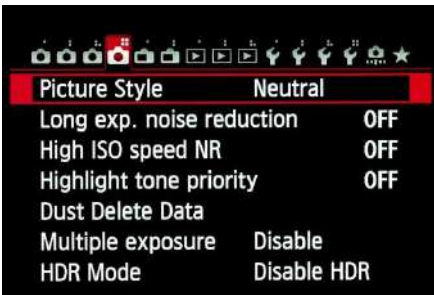 Picture Style Neutral
Long exp. noise reduction OFF
High ISO speed NR OFF
Highlight tone priority OFF
Dust Delete Data
Multiple exposure Disable
HDR Mode Disable HDR